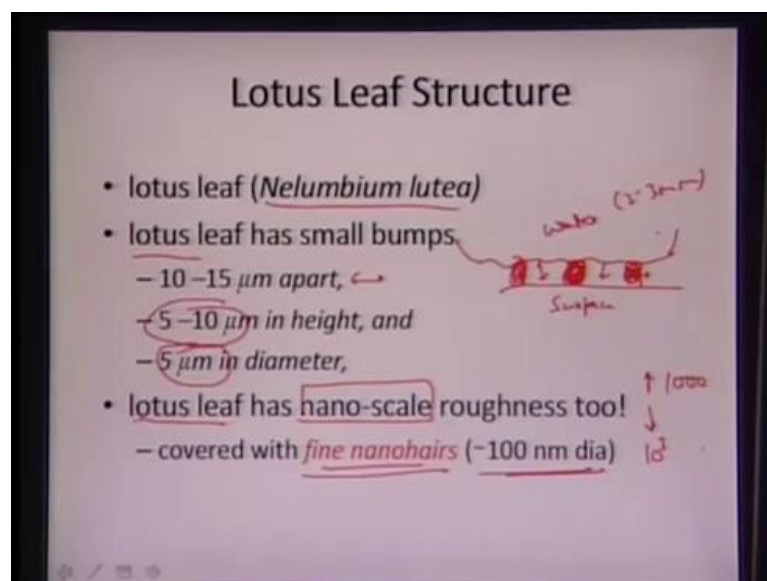 Lotus Leaf Structure
• lotus leaf (Nelumbium lutea)
• lotus leaf has small bumps,
– 10 –15 μm apart,
– 5 –10 μm in height, and
– 5 μm in diameter,
• lotus leaf has nano-scale roughness too!
– covered with fine nanohairs (~100 nm dia)
water (2-3mm)
Surface
↑ 1000
↓
10³